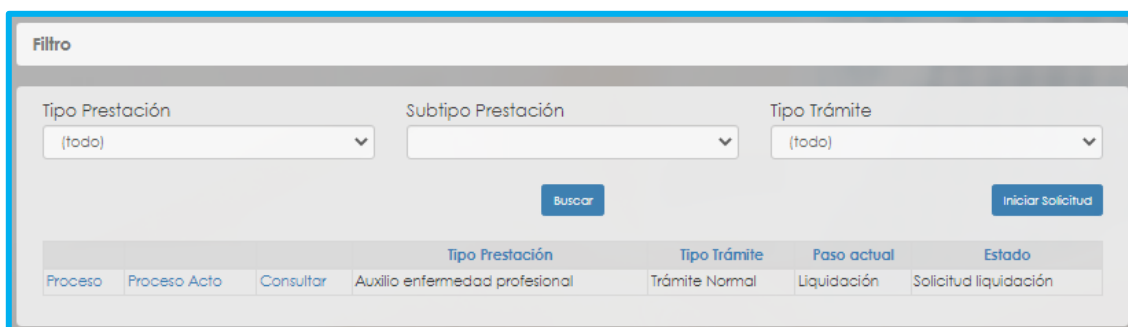 Filtro
Tipo Prestación Subtipo Prestación Tipo Trámite
(todo) (todo)
Buscar Iniciar Solicitud
Tipo Prestación Tipo Trámite Paso actual Estado
Proceso Proceso Acto Consultar Auxilio enfermedad profesional Trámite Normal Liquidación Solicitud liquidación